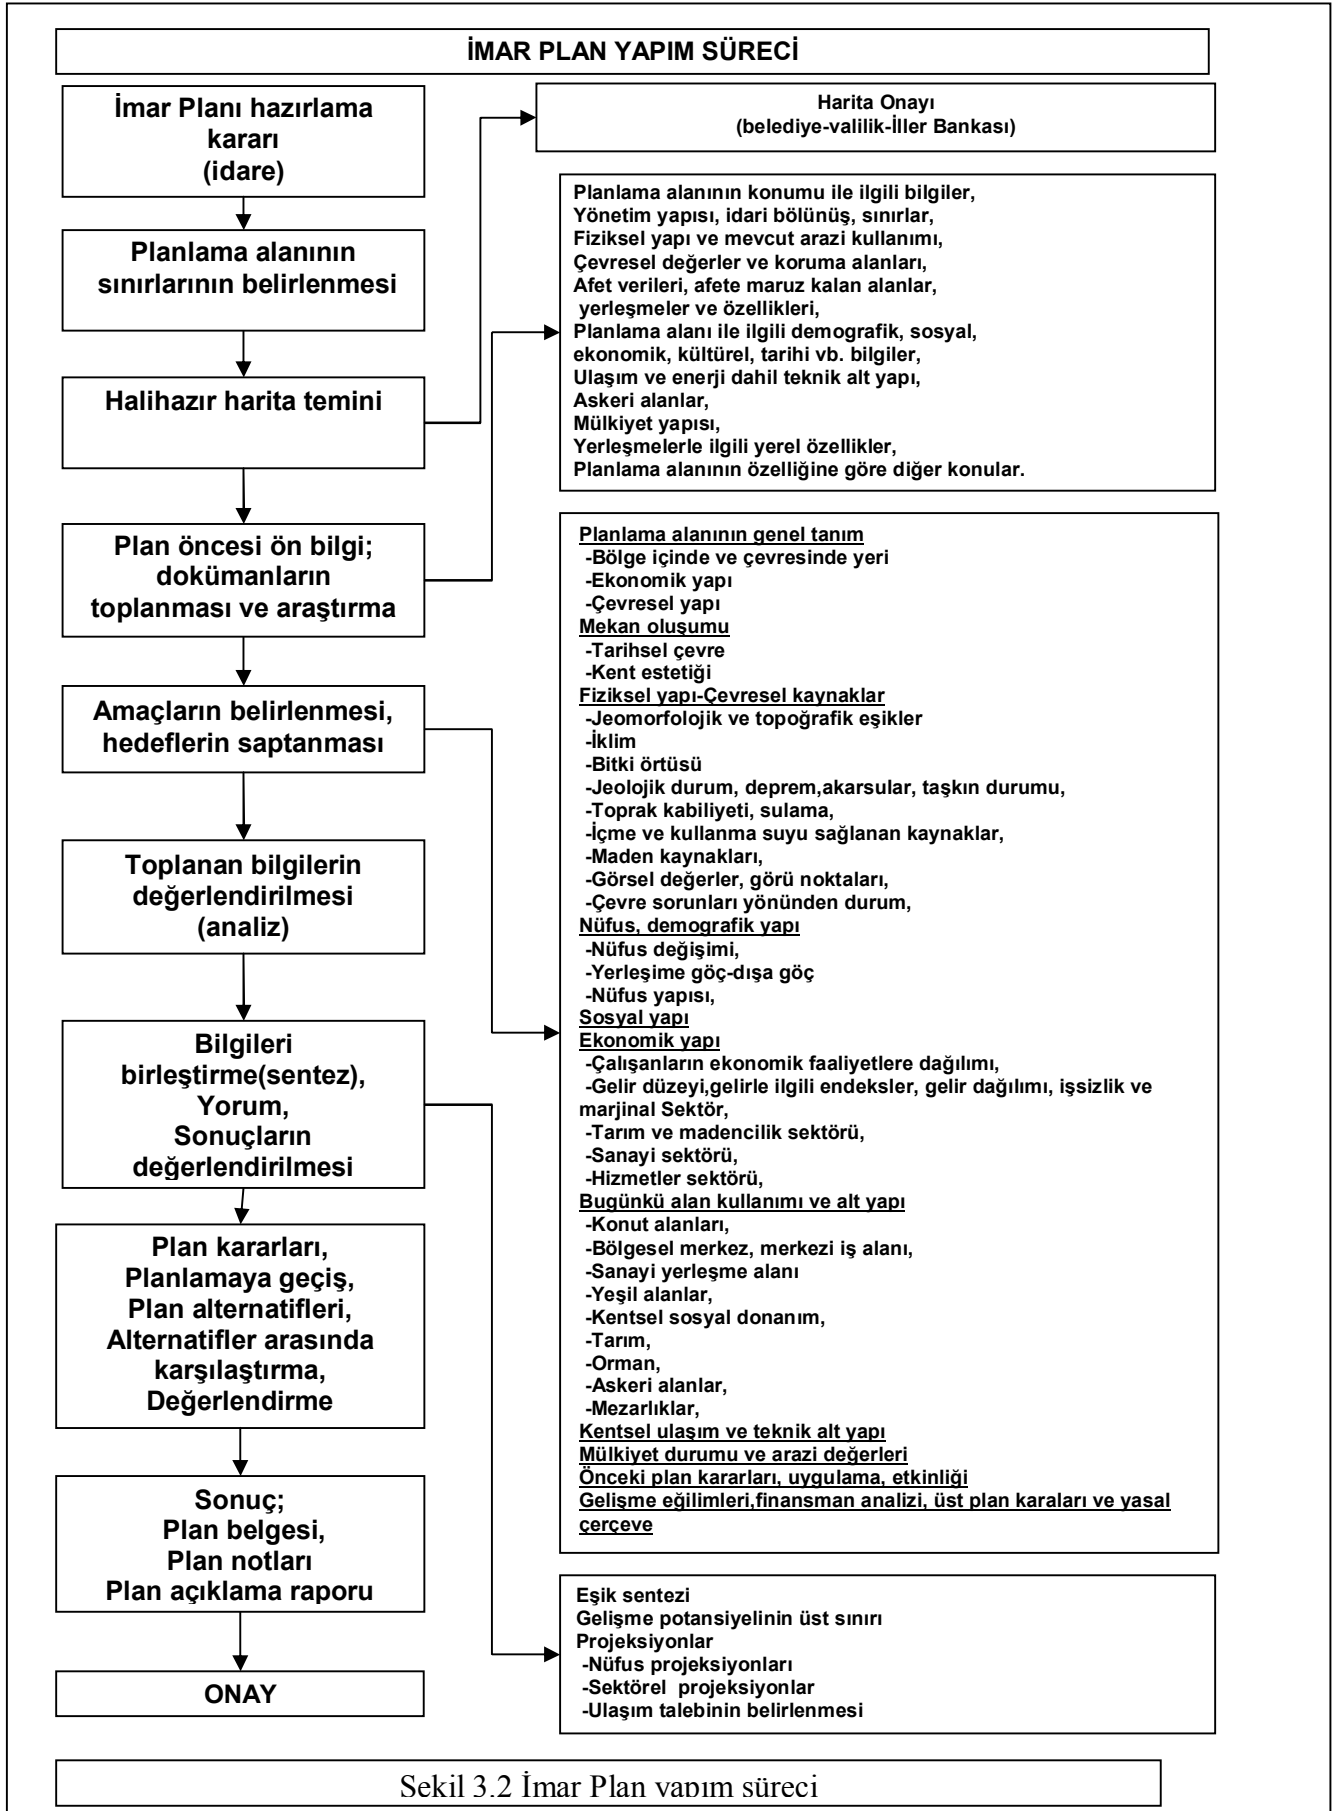 İMAR PLAN YAPIM SÜRECİ
İmar Planı hazırlama
kararı
(idare)
Planlama alanının
sınırlarının belirlenmesi
Halihazır harita temini
Plan öncesi ön bilgi;
dokümanların
toplanması ve araştırma
Amaçların belirlenmesi,
hedeflerin saptanması
Toplanan bilgilerin
değerlendirilmesi
(analiz)
Bilgileri
birleştirme(sentez),
Yorum,
Sonuçların
değerlendirilmesi
Plan kararları,
Planlamaya geçiş,
Plan alternatifleri,
Alternatifler arasında
karşılaştırma,
Değerlendirme
Sonuç;
Plan belgesi,
Plan notları
Plan açıklama raporu
ONAY
Harita Onayı
(belediye-valilik-İller Bankası)
Planlama alanının konumu ile ilgili bilgiler,
Yönetim yapısı, idari bölünüş, sınırlar,
Fiziksel yapı ve mevcut arazi kullanımı,
Çevresel değerler ve koruma alanları,
Afet verileri, afete maruz kalan alanlar,
yerleşmeler ve özellikleri,
Planlama alanı ile ilgili demografik, sosyal,
ekonomik, kültürel, tarihi vb. bilgiler,
Ulaşım ve enerji dahil teknik alt yapı,
Askeri alanlar,
Mülkiyet yapısı,
Yerleşmelerle ilgili yerel özellikler,
Planlama alanının özelliğine göre diğer konular.
Planlama alanının genel tanım
-Bölge içinde ve çevresinde yeri
-Ekonomik yapı
-Çevresel yapı
Mekan oluşumu
-Tarihsel çevre
-Kent estetiği
Fiziksel yapı-Çevresel kaynaklar
-Jeomorfolojik ve topoğrafik eşikler
-İklim
-Bitki örtüsü
-Jeolojik durum, deprem,akarsular, taşkın durumu,
-Toprak kabiliyeti, sulama,
-İçme ve kullanma suyu sağlanan kaynaklar,
-Maden kaynakları,
-Görsel değerler, görü noktaları,
-Çevre sorunları yönünden durum,
Nüfus, demografik yapı
-Nüfus değişimi,
-Yerleşime göç-dışa göç
-Nüfus yapısı,
Sosyal yapı
Ekonomik yapı
-Çalışanların ekonomik faaliyetlere dağılımı,
-Gelir düzeyi,gelirle ilgili endeksler, gelir dağılımı, işsizlik ve
marjinal Sektör,
-Tarım ve madencilik sektörü,
-Sanayi sektörü,
-Hizmetler sektörü,
Bugünkü alan kullanımı ve alt yapı
-Konut alanları,
-Bölgesel merkez, merkezi iş alanı,
-Sanayi yerleşme alanı
-Yeşil alanlar,
-Kentsel sosyal donanım,
-Tarım,
-Orman,
-Askeri alanlar,
-Mezarlıklar,
Kentsel ulaşım ve teknik alt yapı
Mülkiyet durumu ve arazi değerleri
Önceki plan kararları, uygulama, etkinliği
Gelişme eğilimleri,finansman analizi, üst plan karaları ve yasal
çerçeve
Eşik sentezi
Gelişme potansiyelinin üst sınırı
Projeksiyonlar
-Nüfus projeksiyonları
-Sektörel projeksiyonlar
-Ulaşım talebinin belirlenmesi
Şekil 3.2 İmar Plan yapım süreci